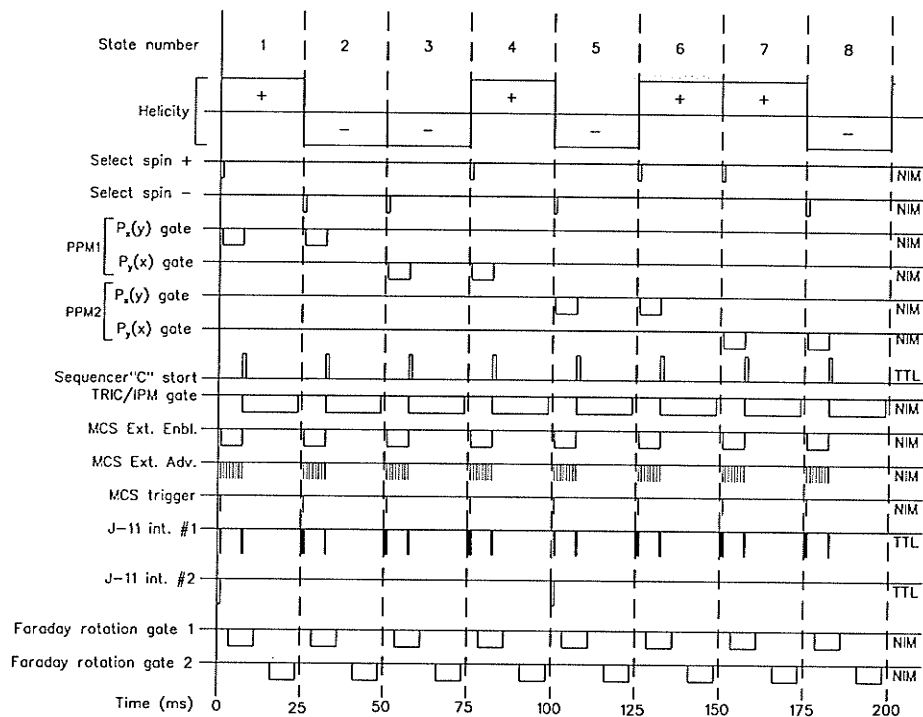 State number 1 2 3 4 5 6 7 8
Helicity + − − + − + + −
Select spin + NIM
Select spin − NIM
PPM1 Px(y) gate NIM
Py(x) gate NIM
PPM2 Px(y) gate NIM
Py(x) gate NIM
Sequencer"C" start TTL
TRIC/IPM gate NIM
MCS Ext. Enbl. NIM
MCS Ext. Adv. NIM
MCS trigger NIM
J-11 int. #1 TTL
J-11 int. #2 TTL
Faraday rotation gate 1 NIM
Faraday rotation gate 2 NIM
Time (ms) 0 25 50 75 100 125 150 175 200